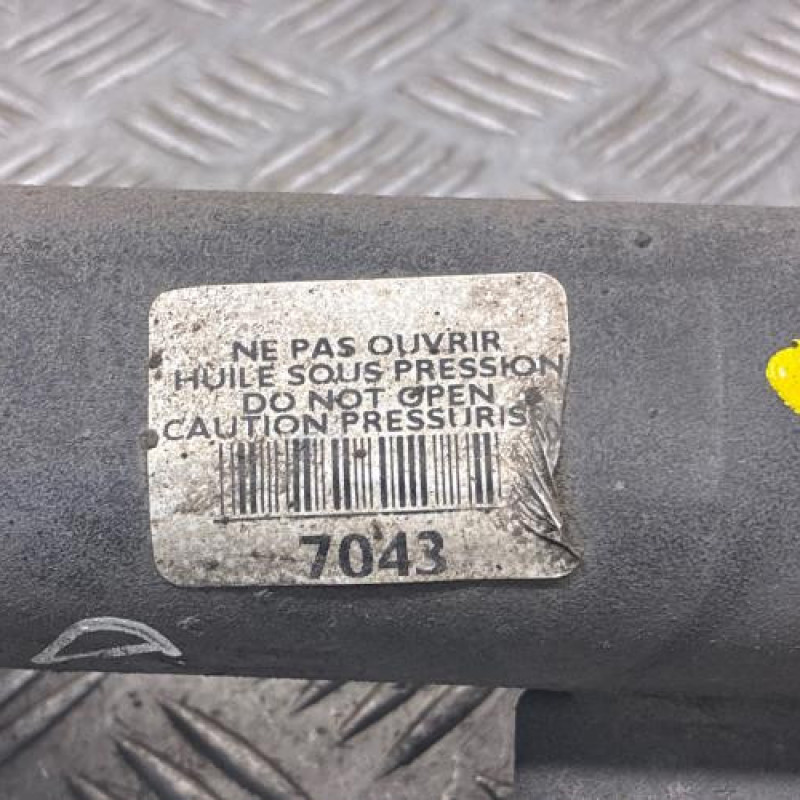 NE PAS OUVRIR
HUILE SOUS PRESSION
DO NOT OPEN
CAUTION PRESSURIS
7043